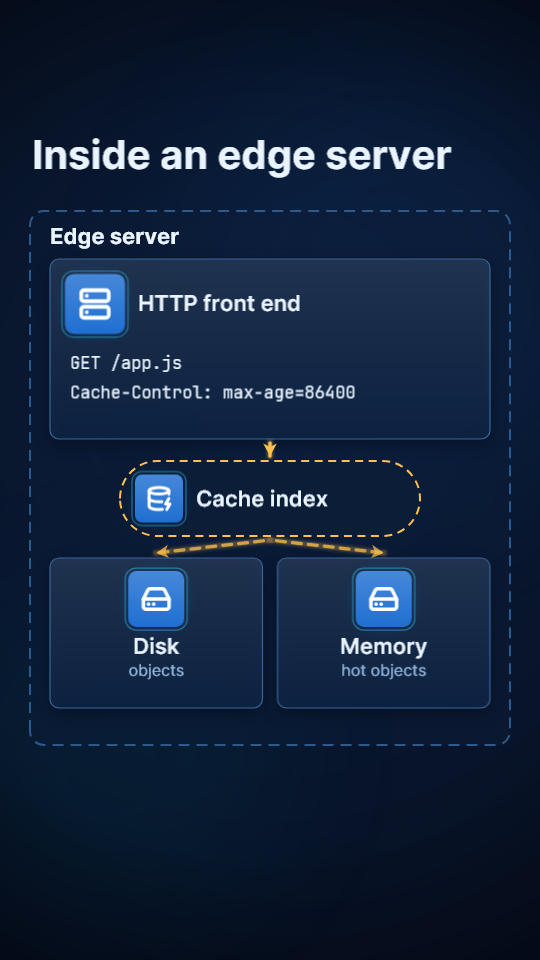 Inside an edge server
Edge server
HTTP front end
GET /app.js
Cache-Control: max-age=86400
Cache index
Disk
objects
Memory
hot objects